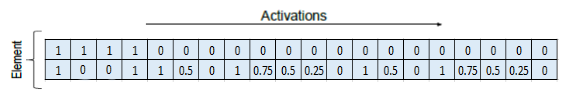 Activations
Element
1 1 1 1 0 0 0 0 0 0 0 0 0 0 0 0 0 0 0 0 0
1 0 0 1 1 0.5 0 1 0.75 0.5 0.25 0 1 0.5 0 1 0.75 0.5 0.25 0